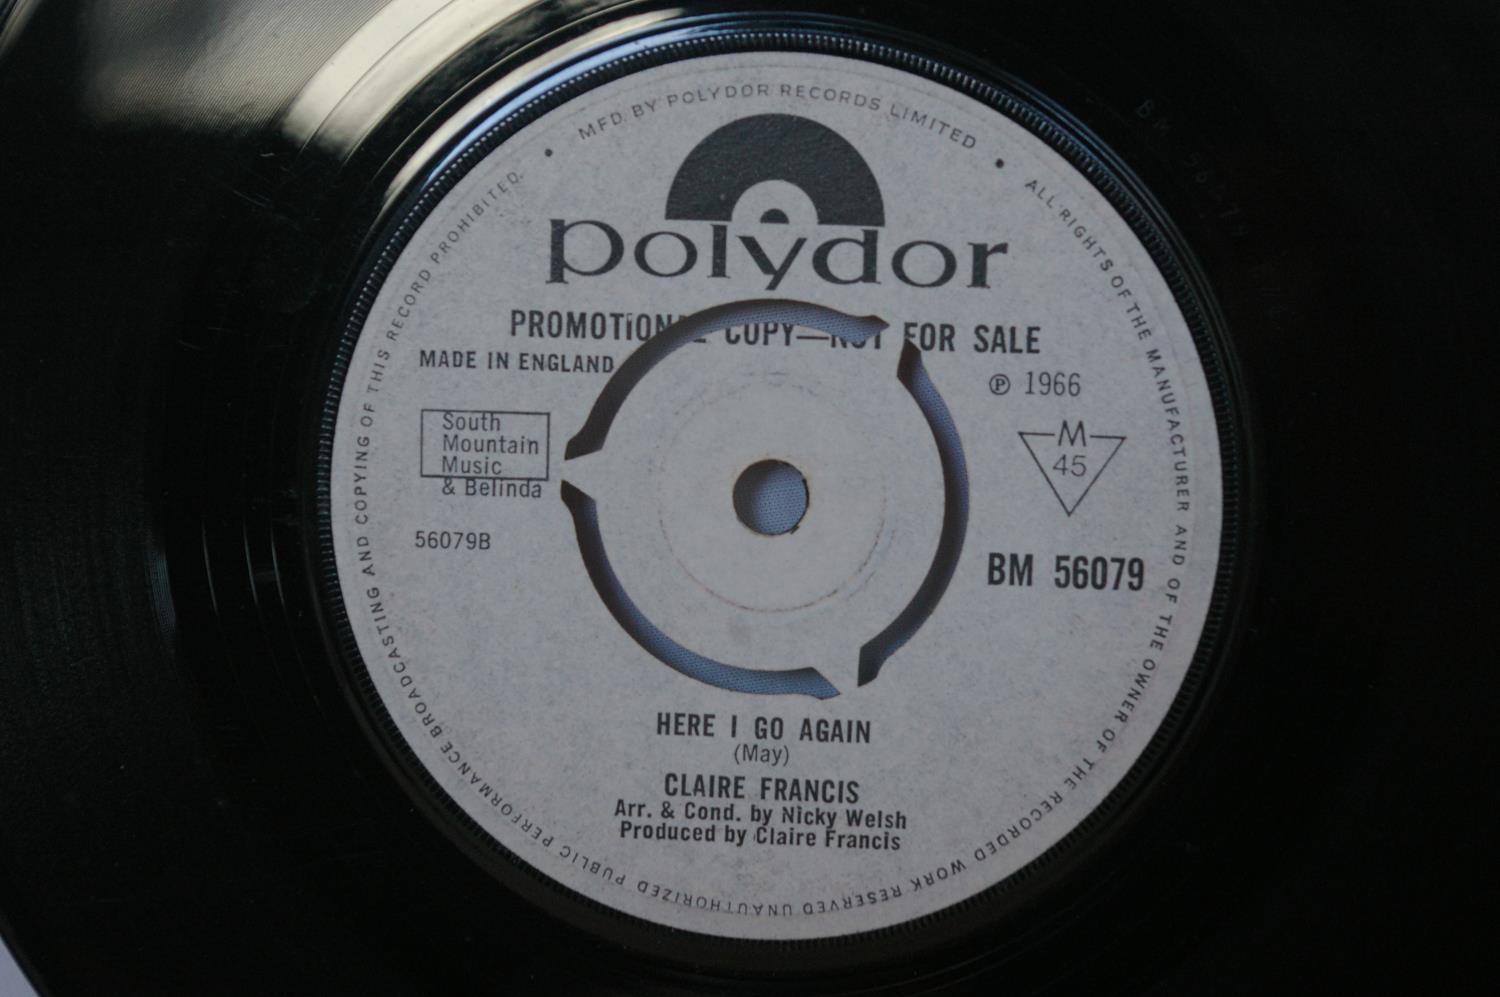 MFD. BY POLYDOR RECORDS LIMITED • ALL RIGHTS OF THE MANUFACTURER AND OF THE OWNER OF THE RECORDED WORK RESERVED UNAUTHORIZED PUBLIC PERFORMANCE BROADCASTING AND COPYING OF THIS RECORD PROHIBITED. •
polydor
PROMOTIONAL COPY—NOT FOR SALE
MADE IN ENGLAND
℗ 1966
South
Mountain
Music
& Belinda
M
45
56079B
BM 56079
HERE I GO AGAIN
(May)
CLAIRE FRANCIS
Arr. & Cond. by Nicky Welsh
Produced by Claire Francis